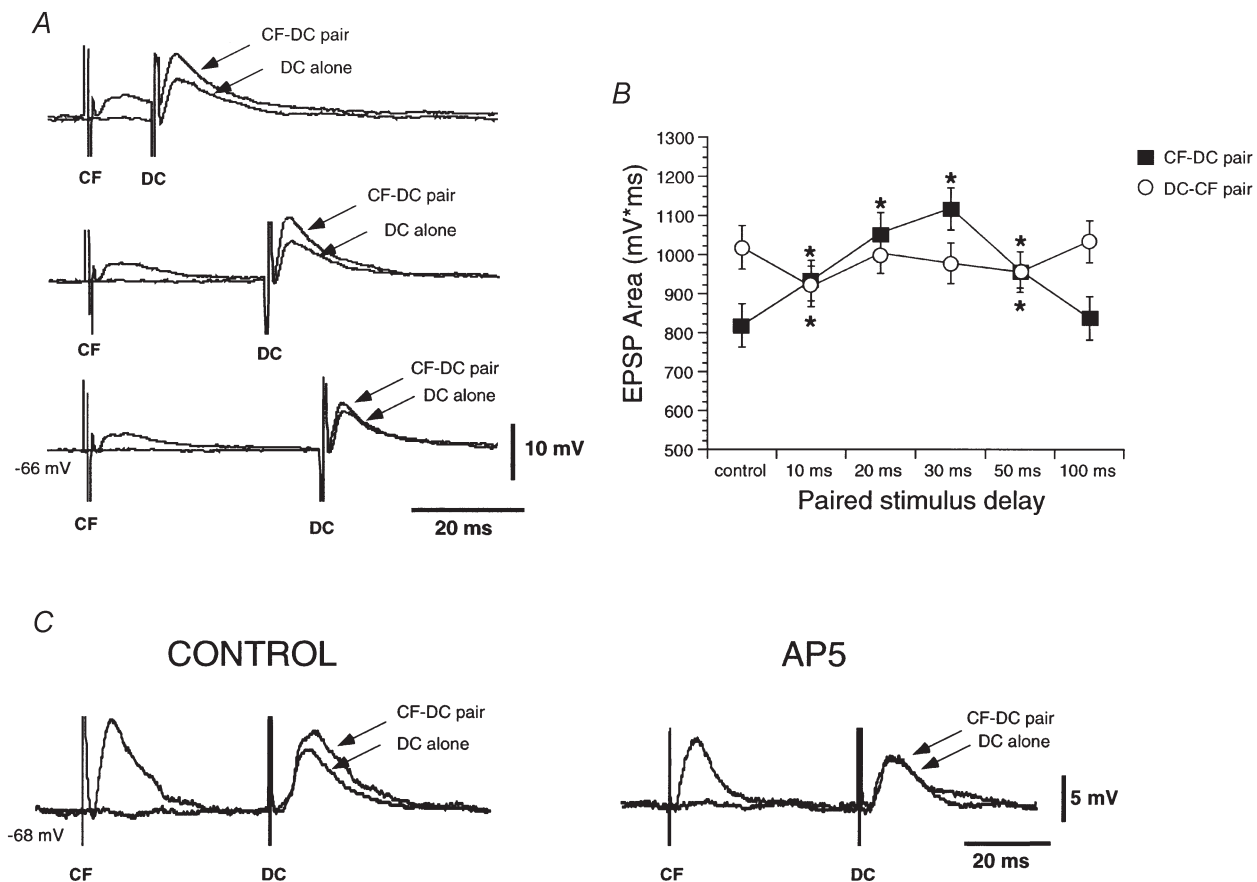 A
CF-DC pair
DC alone
CF
DC
CF-DC pair
DC alone
CF
DC
CF-DC pair
DC alone
10 mV
-66 mV
CF
DC
20 ms
B
1300
1200
1100
1000
900
800
700
600
500
EPSP Area (mV*ms)
* * * * * *
control 10 ms 20 ms 30 ms 50 ms 100 ms
Paired stimulus delay
CF-DC pair
DC-CF pair
C
CONTROL
CF-DC pair
DC alone
-68 mV
CF
DC
AP5
CF-DC pair
DC alone
5 mV
20 ms
CF
DC